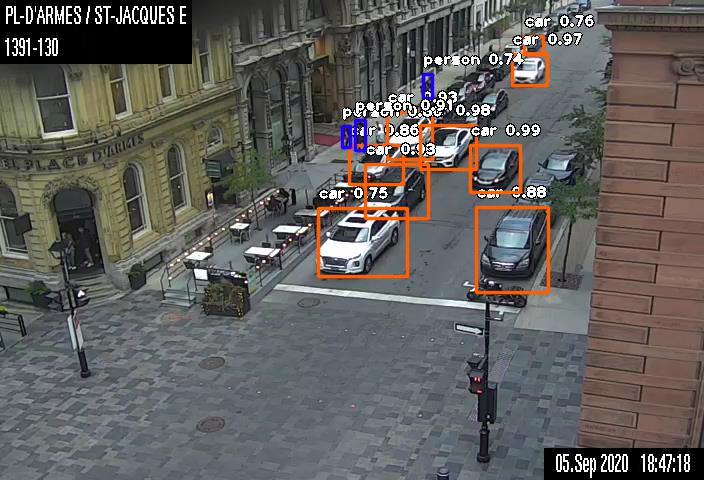 PL-D'ARMES / ST-JACQUES E
1391-130
car 0.76
car 0.97
person 0.74
car 0.93
person 0.91
0.98
car 0.86
car 0.99
car 0.93
car 0.75
car 0.88
PLACE D'ARMES
05.Sep 2020 18:47:18